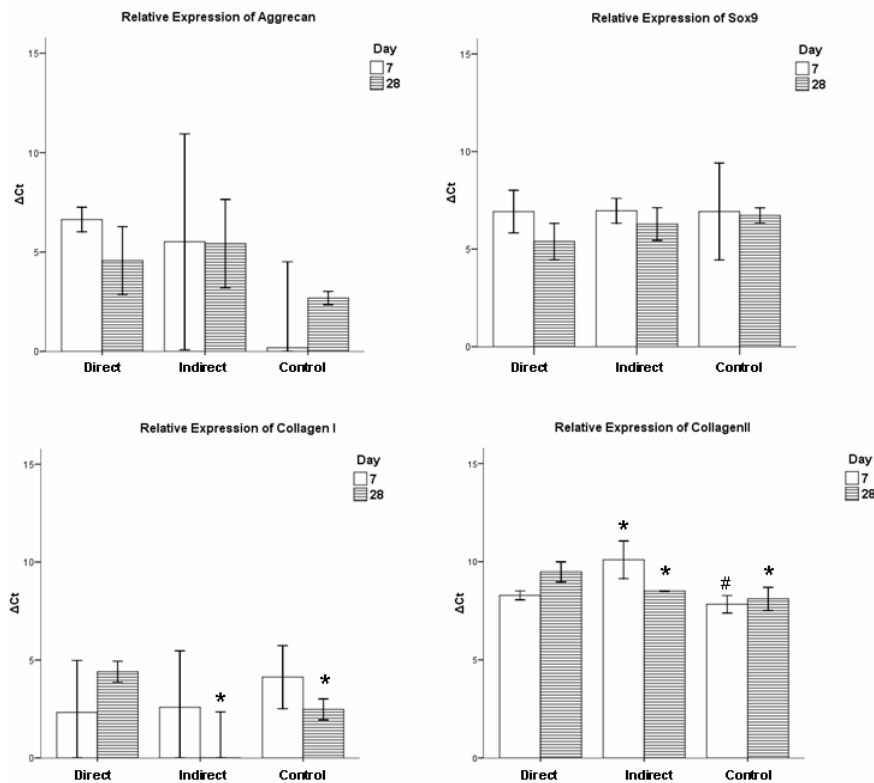 Relative Expression of Aggrecan
Day
7
28
15
10
5
0
ΔCt
Direct Indirect Control
Relative Expression of Sox9
Day
7
28
15
10
5
0
ΔCt
Direct Indirect Control
Relative Expression of Collagen I
Day
7
28
15
10
5
0
ΔCt
* *
Direct Indirect Control
Relative Expression of CollagenII
Day
7
28
15
10
5
0
ΔCt
* * # *
Direct Indirect Control